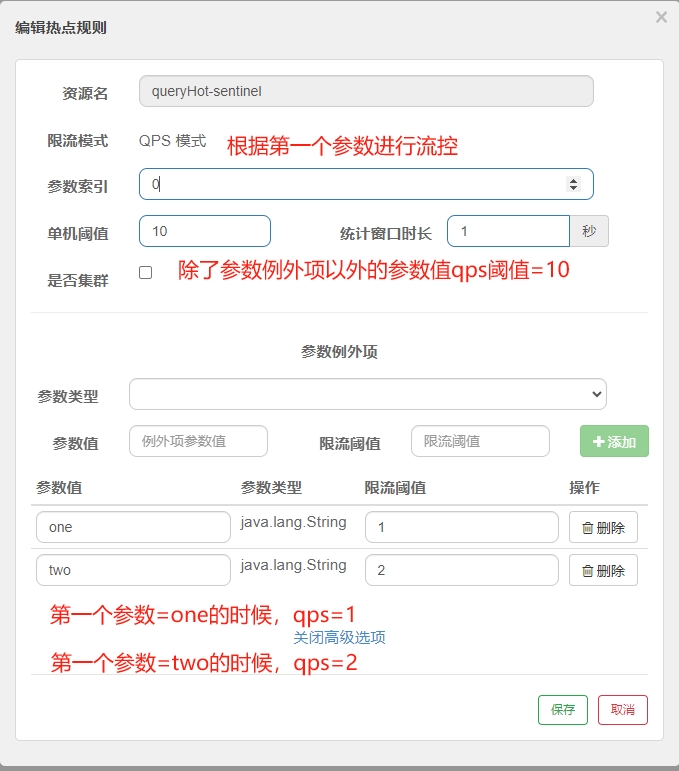 编辑热点规则
×
资源名 queryHot-sentinel
限流模式 QPS 模式 根据第一个参数进行流控
参数索引 0
单机阈值 10 统计窗口时长 1 秒
是否集群 除了参数例外项以外的参数值qps阈值=10
参数例外项
参数类型
参数值 例外项参数值 限流阈值 限流阈值 添加
参数值 参数类型 限流阈值 操作
one java.lang.String 1 删除
two java.lang.String 2 删除
第一个参数=one的时候，qps=1
关闭高级选项
第一个参数=two的时候，qps=2
保存 取消